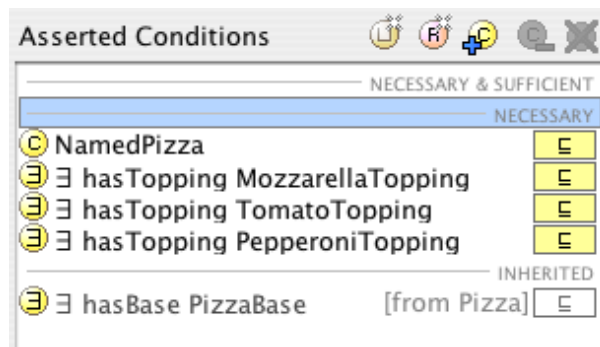 Asserted Conditions
NECESSARY & SUFFICIENT
NECESSARY
C NamedPizza ⊑
∃ ∃ hasTopping MozzarellaTopping ⊑
∃ ∃ hasTopping TomatoTopping ⊑
∃ ∃ hasTopping PepperoniTopping ⊑
INHERITED
∃ ∃ hasBase PizzaBase [from Pizza] ⊑